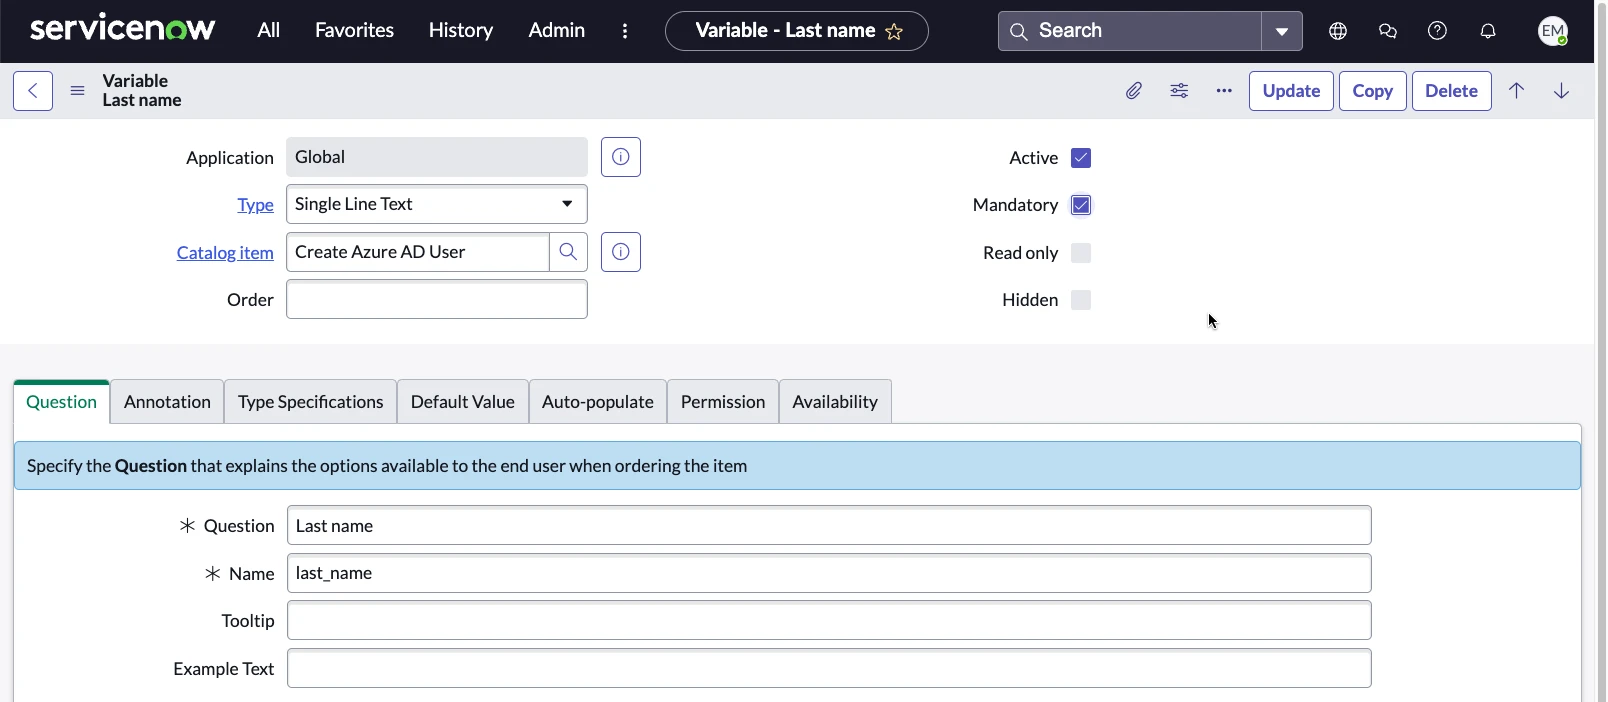 servicenow All Favorites History Admin Variable - Last name Search EM
Variable
Last name
Update Copy Delete
Application Global
Active
Type Single Line Text
Mandatory
Catalog item Create Azure AD User
Read only
Order
Hidden
Question Annotation Type Specifications Default Value Auto-populate Permission Availability
Specify the Question that explains the options available to the end user when ordering the item
Question Last name
Name last_name
Tooltip
Example Text